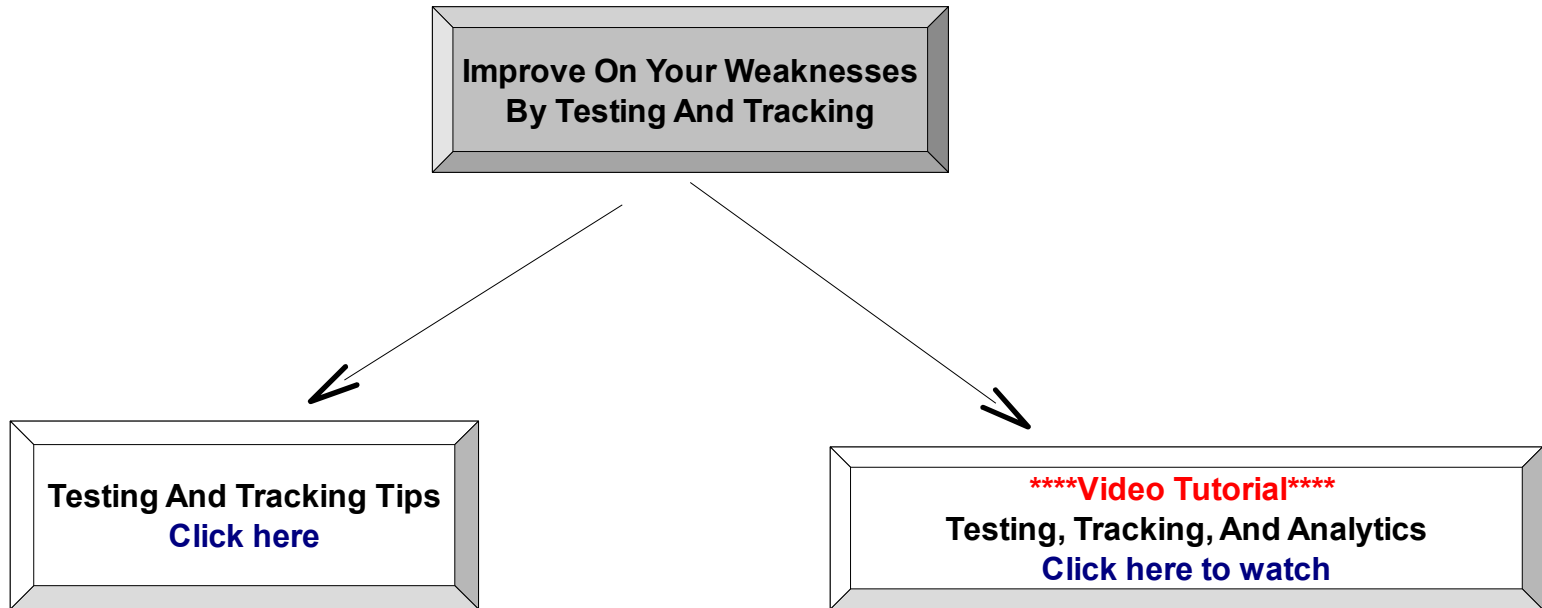 Improve On Your Weaknesses
By Testing And Tracking
Testing And Tracking Tips
Click here
****Video Tutorial****
Testing, Tracking, And Analytics
Click here to watch